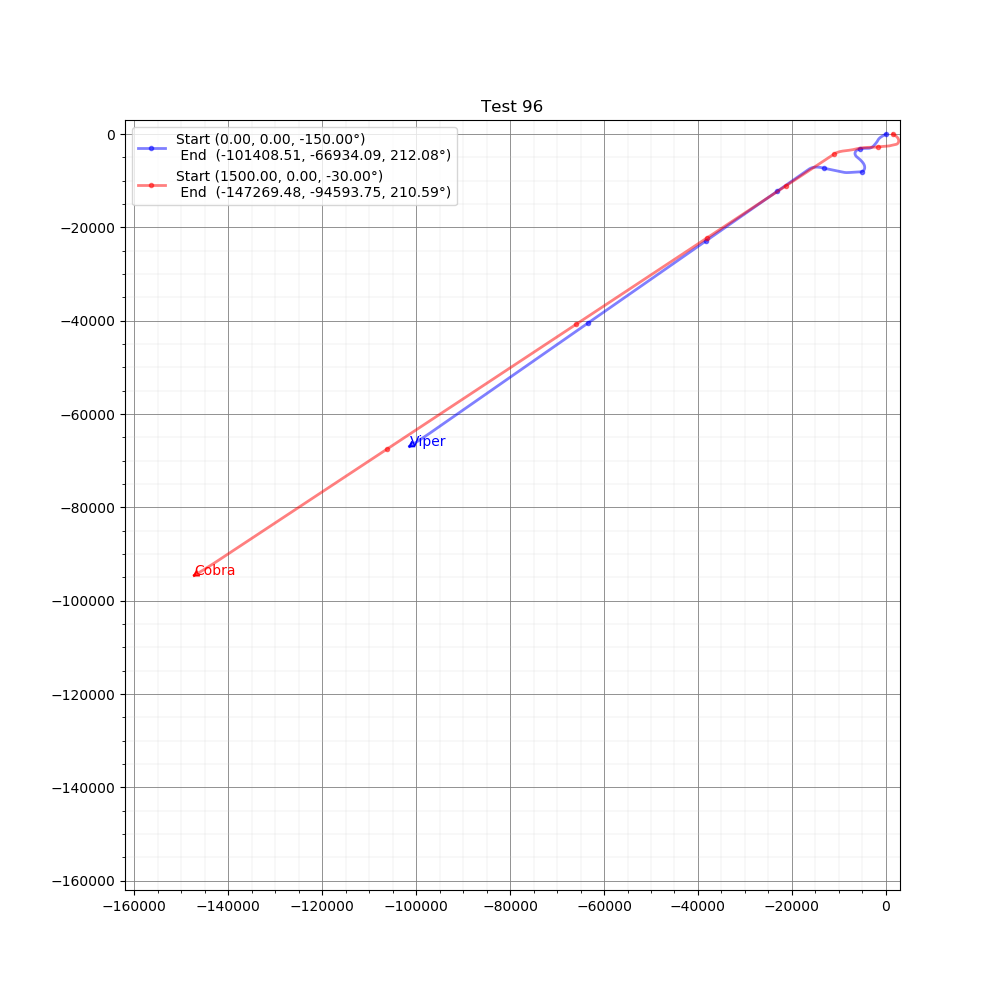 Test 96
Start (0.00, 0.00, -150.00°)
End (-101408.51, -66934.09, 212.08°)
Start (1500.00, 0.00, -30.00°)
End (-147269.48, -94593.75, 210.59°)
0
−20000
−40000
−60000
−80000
−100000
−120000
−140000
−160000
Viper
Cobra
−160000 −140000 −120000 −100000 −80000 −60000 −40000 −20000 0